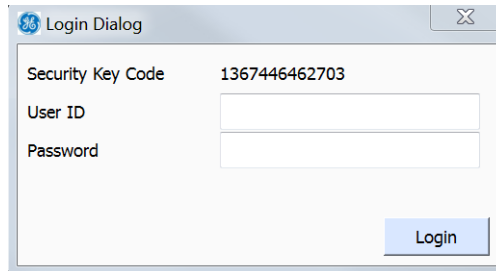 Login Dialog
Security Key Code 1367446462703
User ID
Password
Login